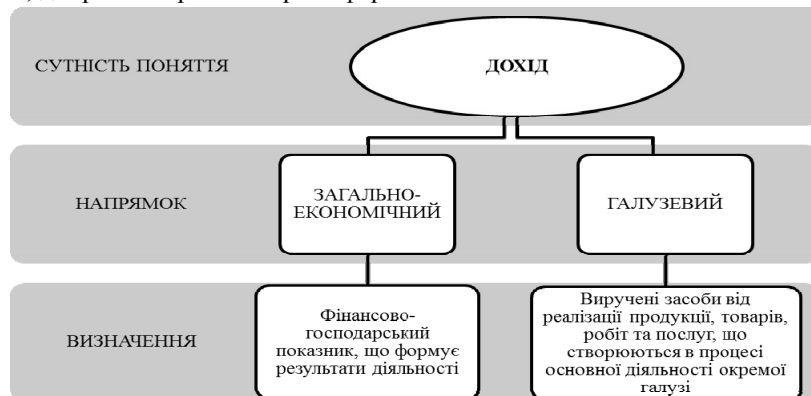 СУТНІСТЬ ПОНЯТТЯ
ДОХІД
НАПРЯМОК
ЗАГАЛЬНО-
ЕКОНОМІЧНИЙ
ГАЛУЗЕВИЙ
ВИЗНАЧЕННЯ
Фінансово-
господарський
показник, що формує
результати діяльності
Виручені засоби від
реалізації продукції, товарів,
робіт та послуг, що
створюються в процесі
основної діяльності окремої
галузі